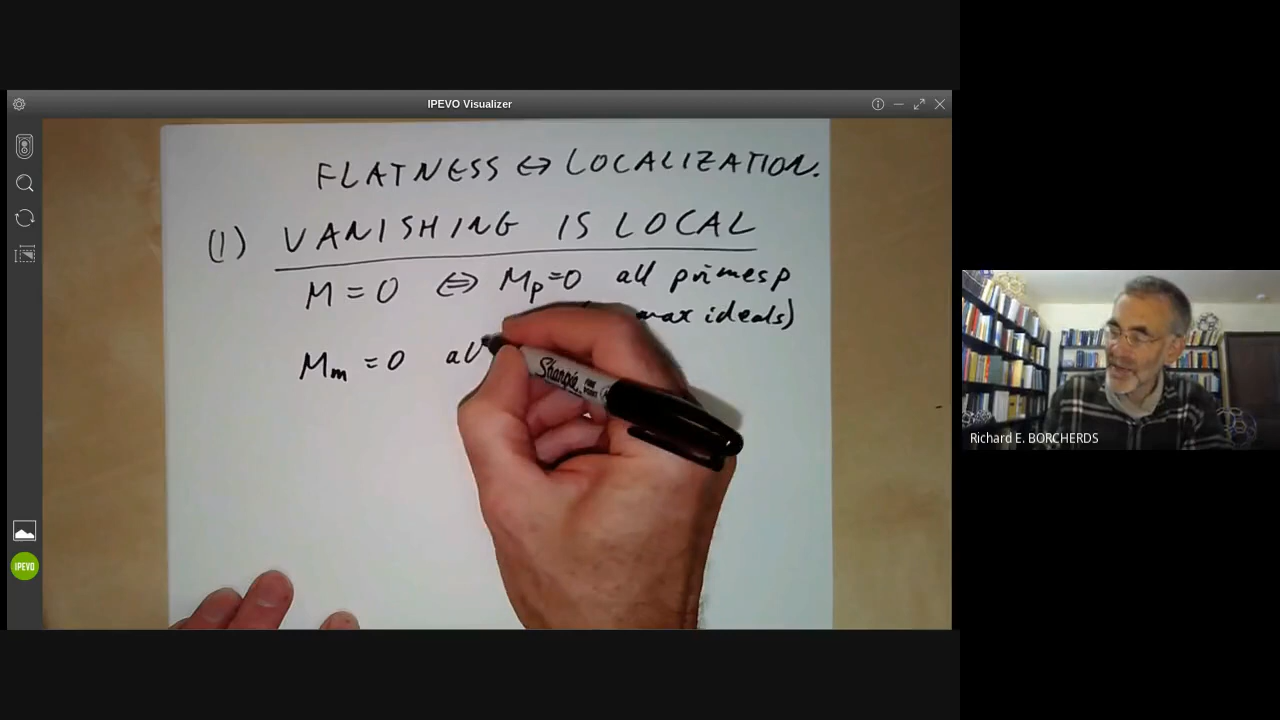 IPEVO Visualizer
FLATNESS ⇔ LOCALIZATION.
(1) VANISHING IS LOCAL
M = 0 ⇔ Mp = 0 all primes p
max ideals)
Mm = 0 all
Sharpie
IPEVO
Richard E. BORCHERDS